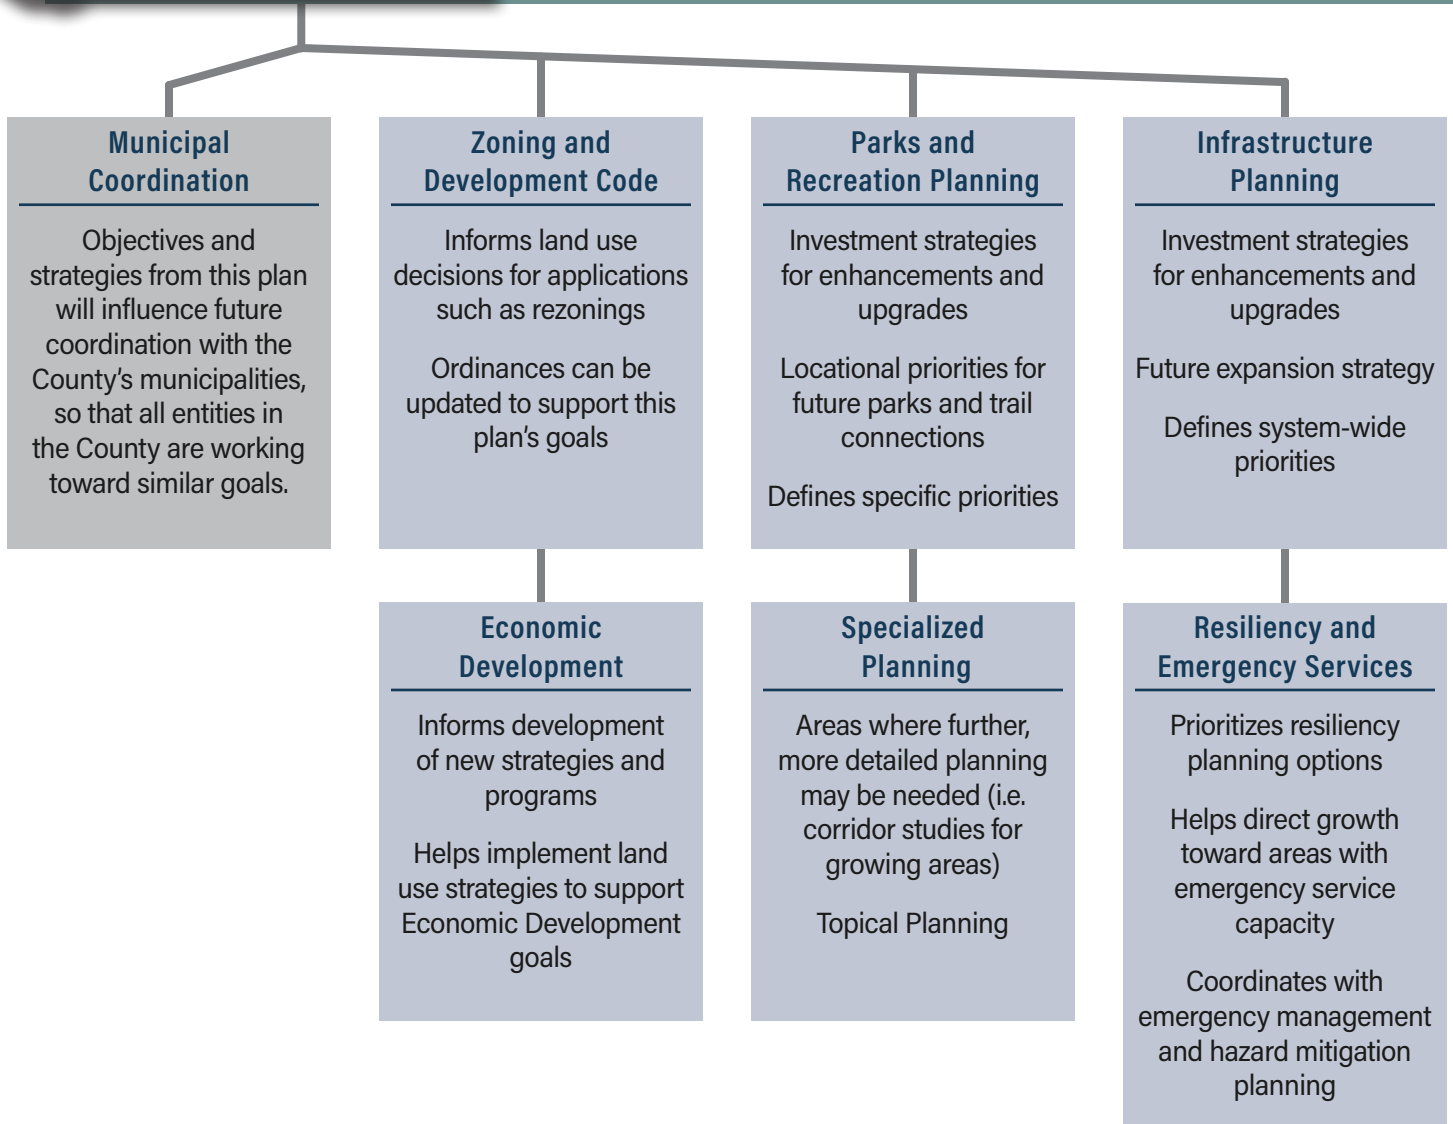 Municipal
Coordination
Objectives and
strategies from this plan
will influence future
coordination with the
County's municipalities,
so that all entities in
the County are working
toward similar goals.
Zoning and
Development Code
Informs land use
decisions for applications
such as rezonings
Ordinances can be
updated to support this
plan's goals
Parks and
Recreation Planning
Investment strategies
for enhancements and
upgrades
Locational priorities for
future parks and trail
connections
Defines specific priorities
Infrastructure
Planning
Investment strategies
for enhancements and
upgrades
Future expansion strategy
Defines system-wide
priorities
Economic
Development
Informs development
of new strategies and
programs
Helps implement land
use strategies to support
Economic Development
goals
Specialized
Planning
Areas where further,
more detailed planning
may be needed (i.e.
corridor studies for
growing areas)
Topical Planning
Resiliency and
Emergency Services
Prioritizes resiliency
planning options
Helps direct growth
toward areas with
emergency service
capacity
Coordinates with
emergency management
and hazard mitigation
planning